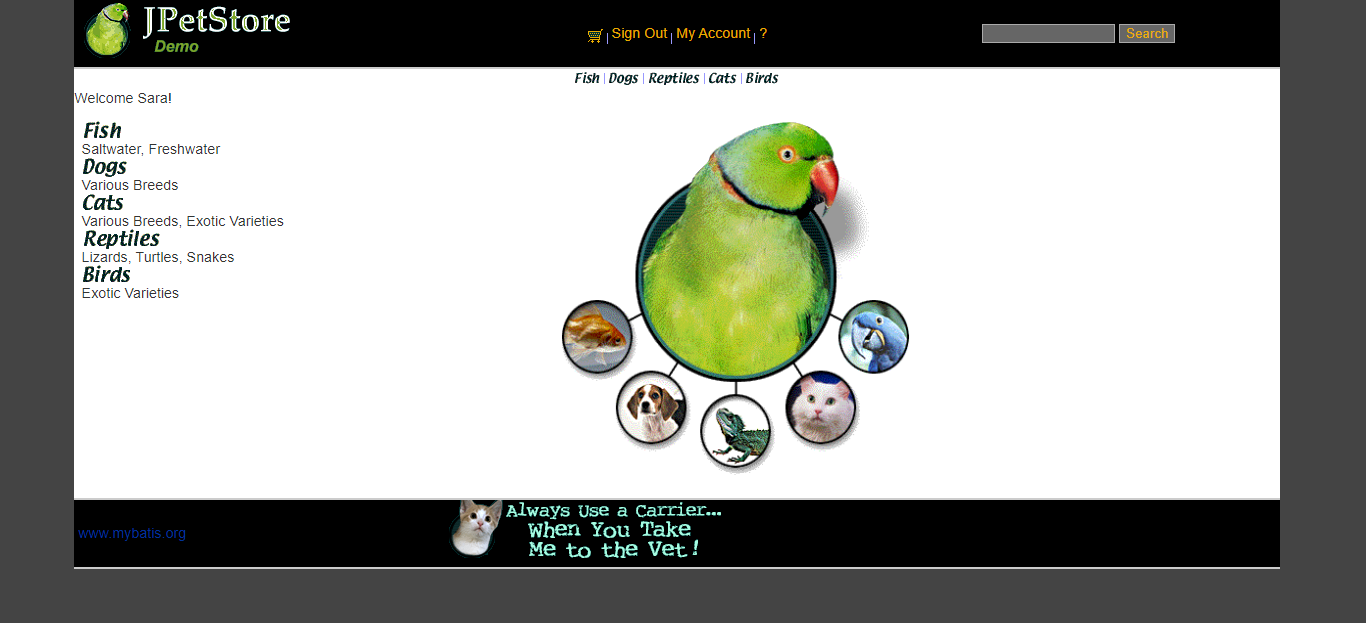 JPetStore
Demo
Sign Out | My Account | ?
Search
Fish | Dogs | Reptiles | Cats | Birds
Welcome Sara!
Fish
Saltwater, Freshwater
Dogs
Various Breeds
Cats
Various Breeds, Exotic Varieties
Reptiles
Lizards, Turtles, Snakes
Birds
Exotic Varieties
www.mybatis.org
Always Use a Carrier...
When You Take
Me to the Vet!